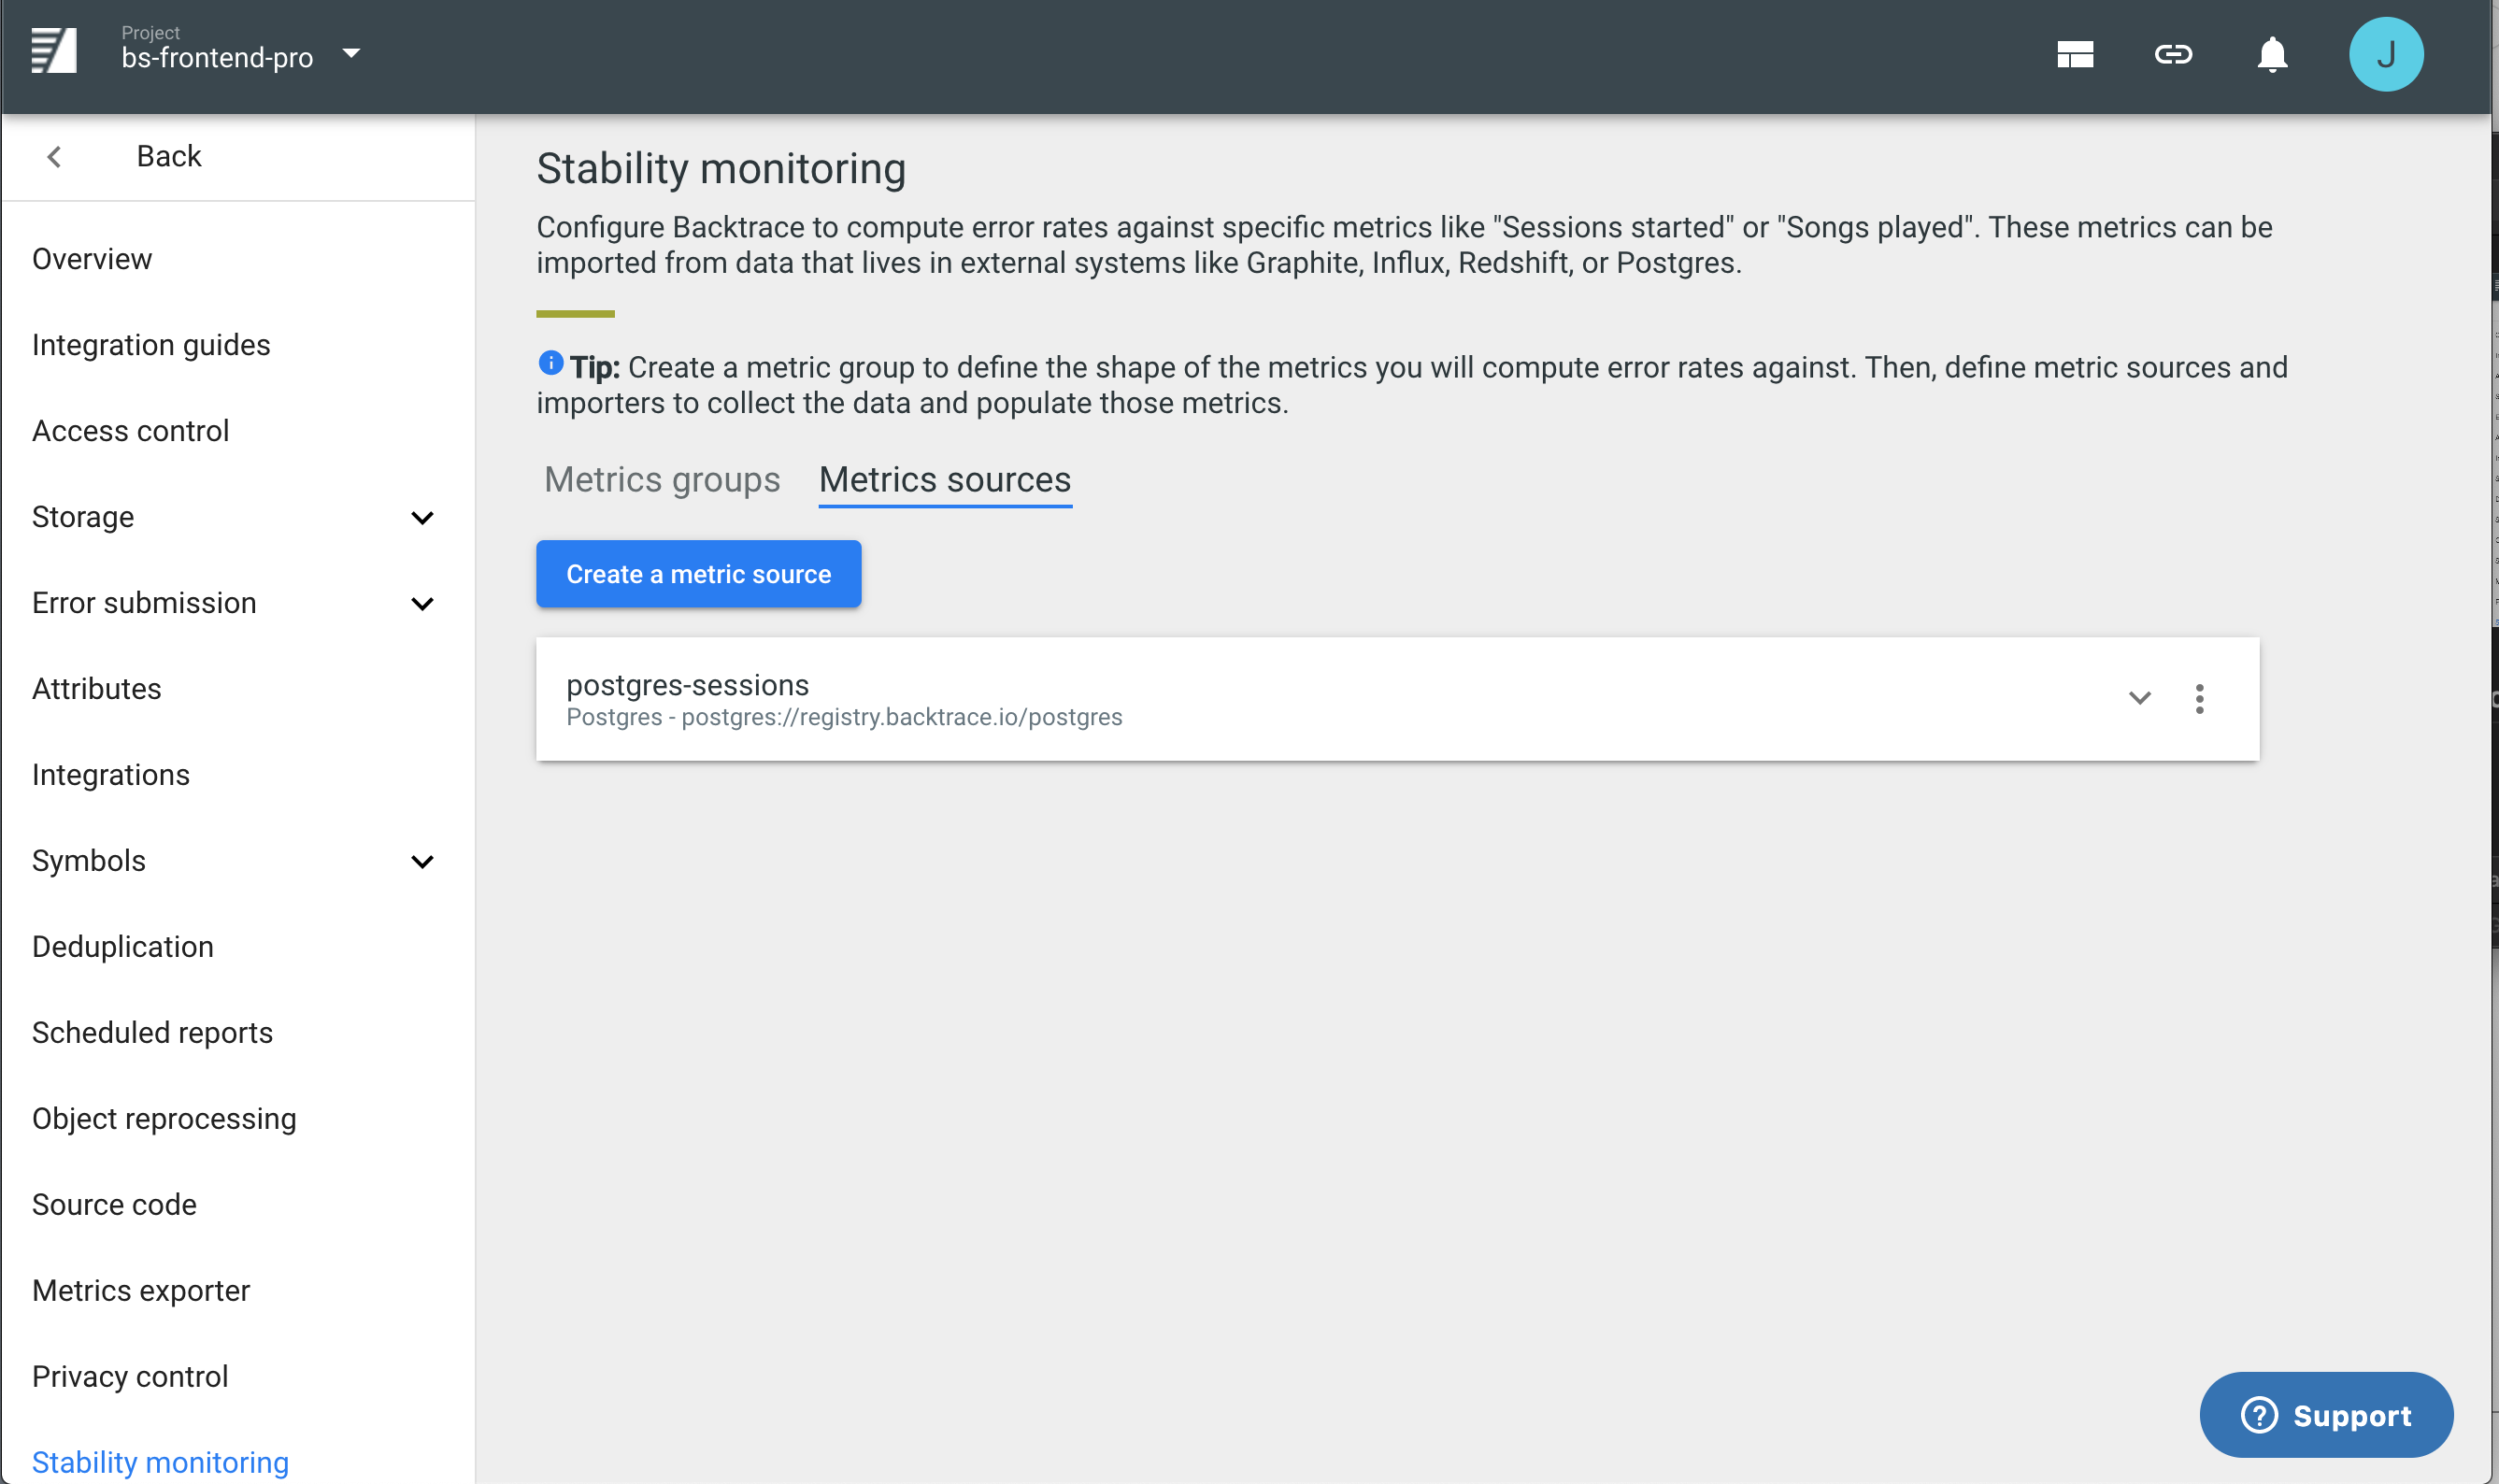 Project
bs-frontend-pro
J
Back
Overview
Integration guides
Access control
Storage
Error submission
Attributes
Integrations
Symbols
Deduplication
Scheduled reports
Object reprocessing
Source code
Metrics exporter
Privacy control
Stability monitoring
Stability monitoring
Configure Backtrace to compute error rates against specific metrics like "Sessions started" or "Songs played". These metrics can be
imported from data that lives in external systems like Graphite, Influx, Redshift, or Postgres.
Tip: Create a metric group to define the shape of the metrics you will compute error rates against. Then, define metric sources and
importers to collect the data and populate those metrics.
Metrics groups
Metrics sources
Create a metric source
postgres-sessions
Postgres - postgres://registry.backtrace.io/postgres
Support